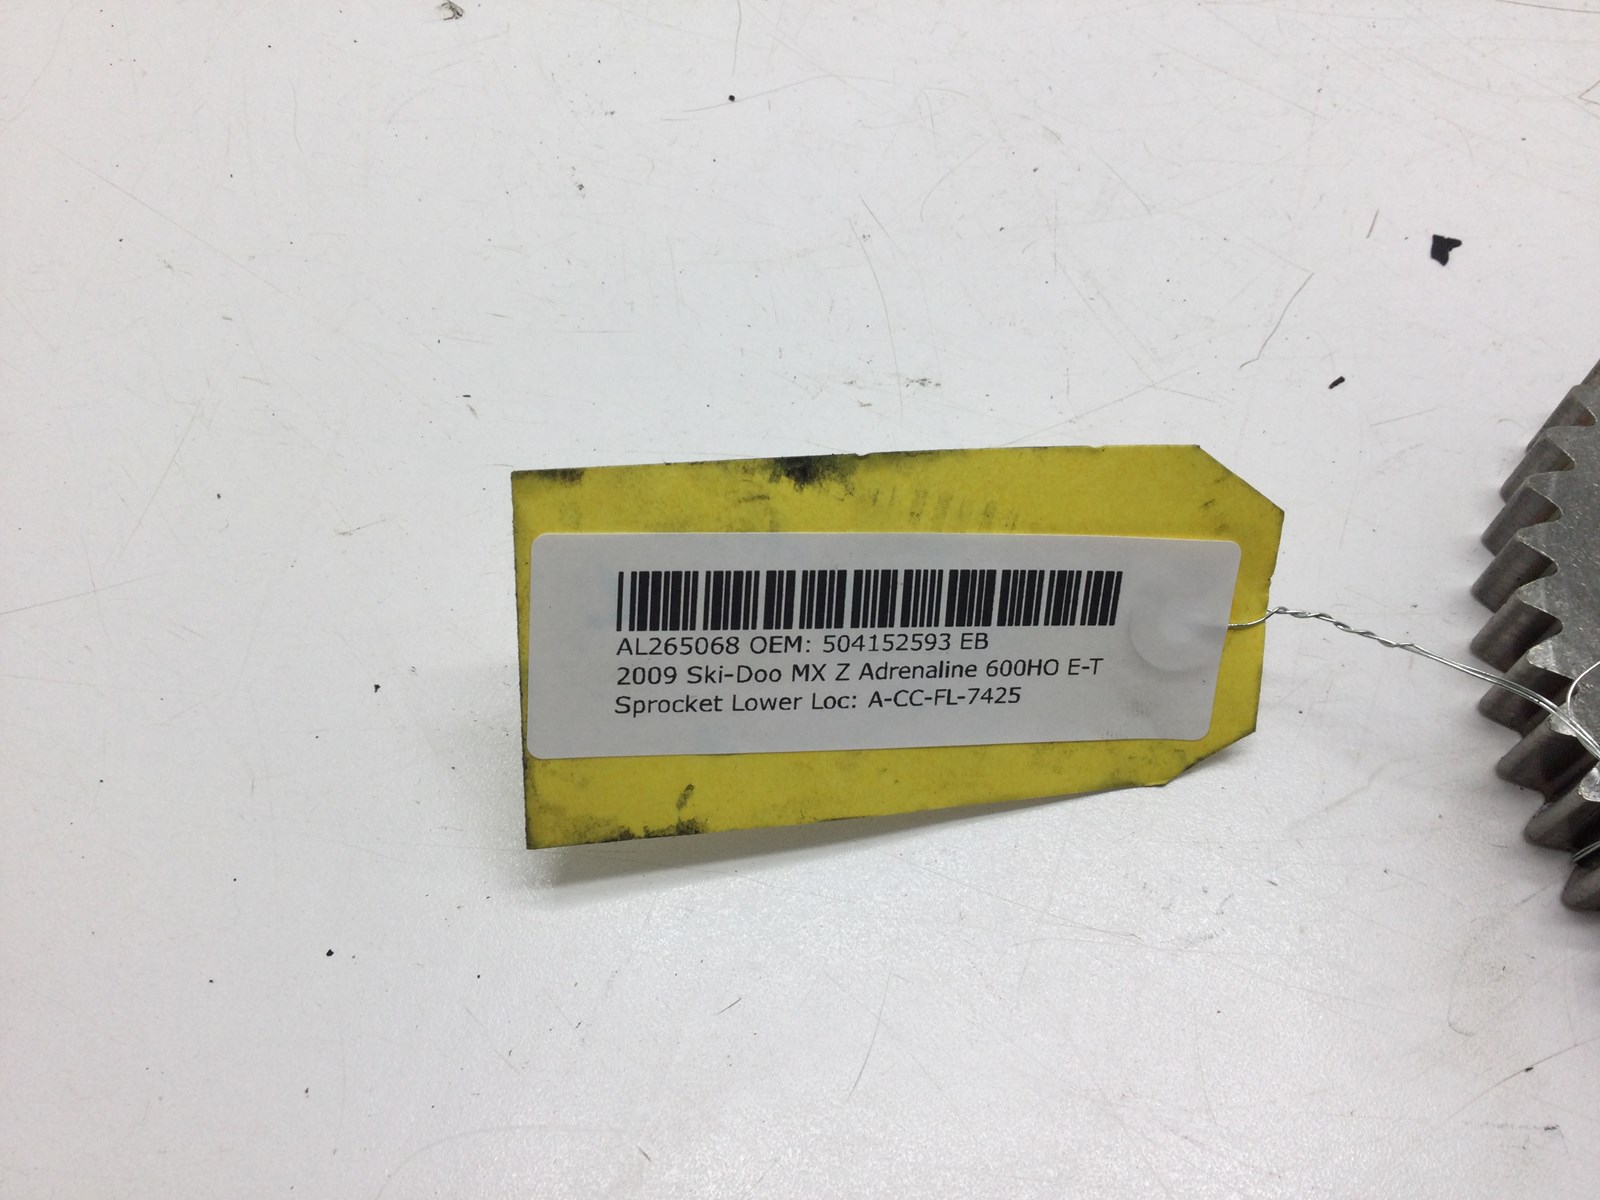 AL265068 OEM: 504152593 EB
2009 Ski-Doo MX Z Adrenaline 600HO E-T
Sprocket Lower Loc: A-CC-FL-7425